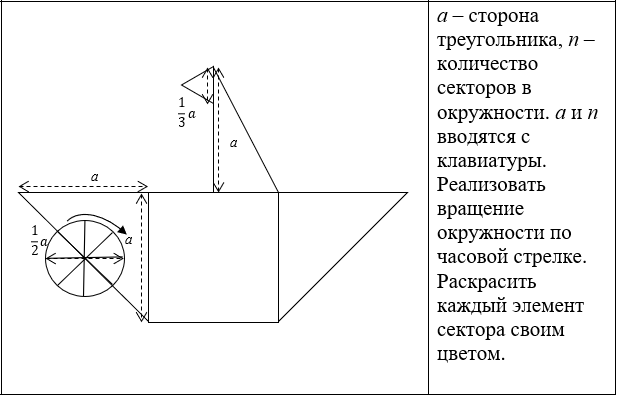 a – сторона
треугольника, n –
количество
секторов в
окружности. a и n
вводятся с
клавиатуры.
Реализовать
вращение
окружности по
часовой стрелке.
Раскрасить
каждый элемент
сектора своим
цветом.
1/3 a
a
a
1/2 a
a